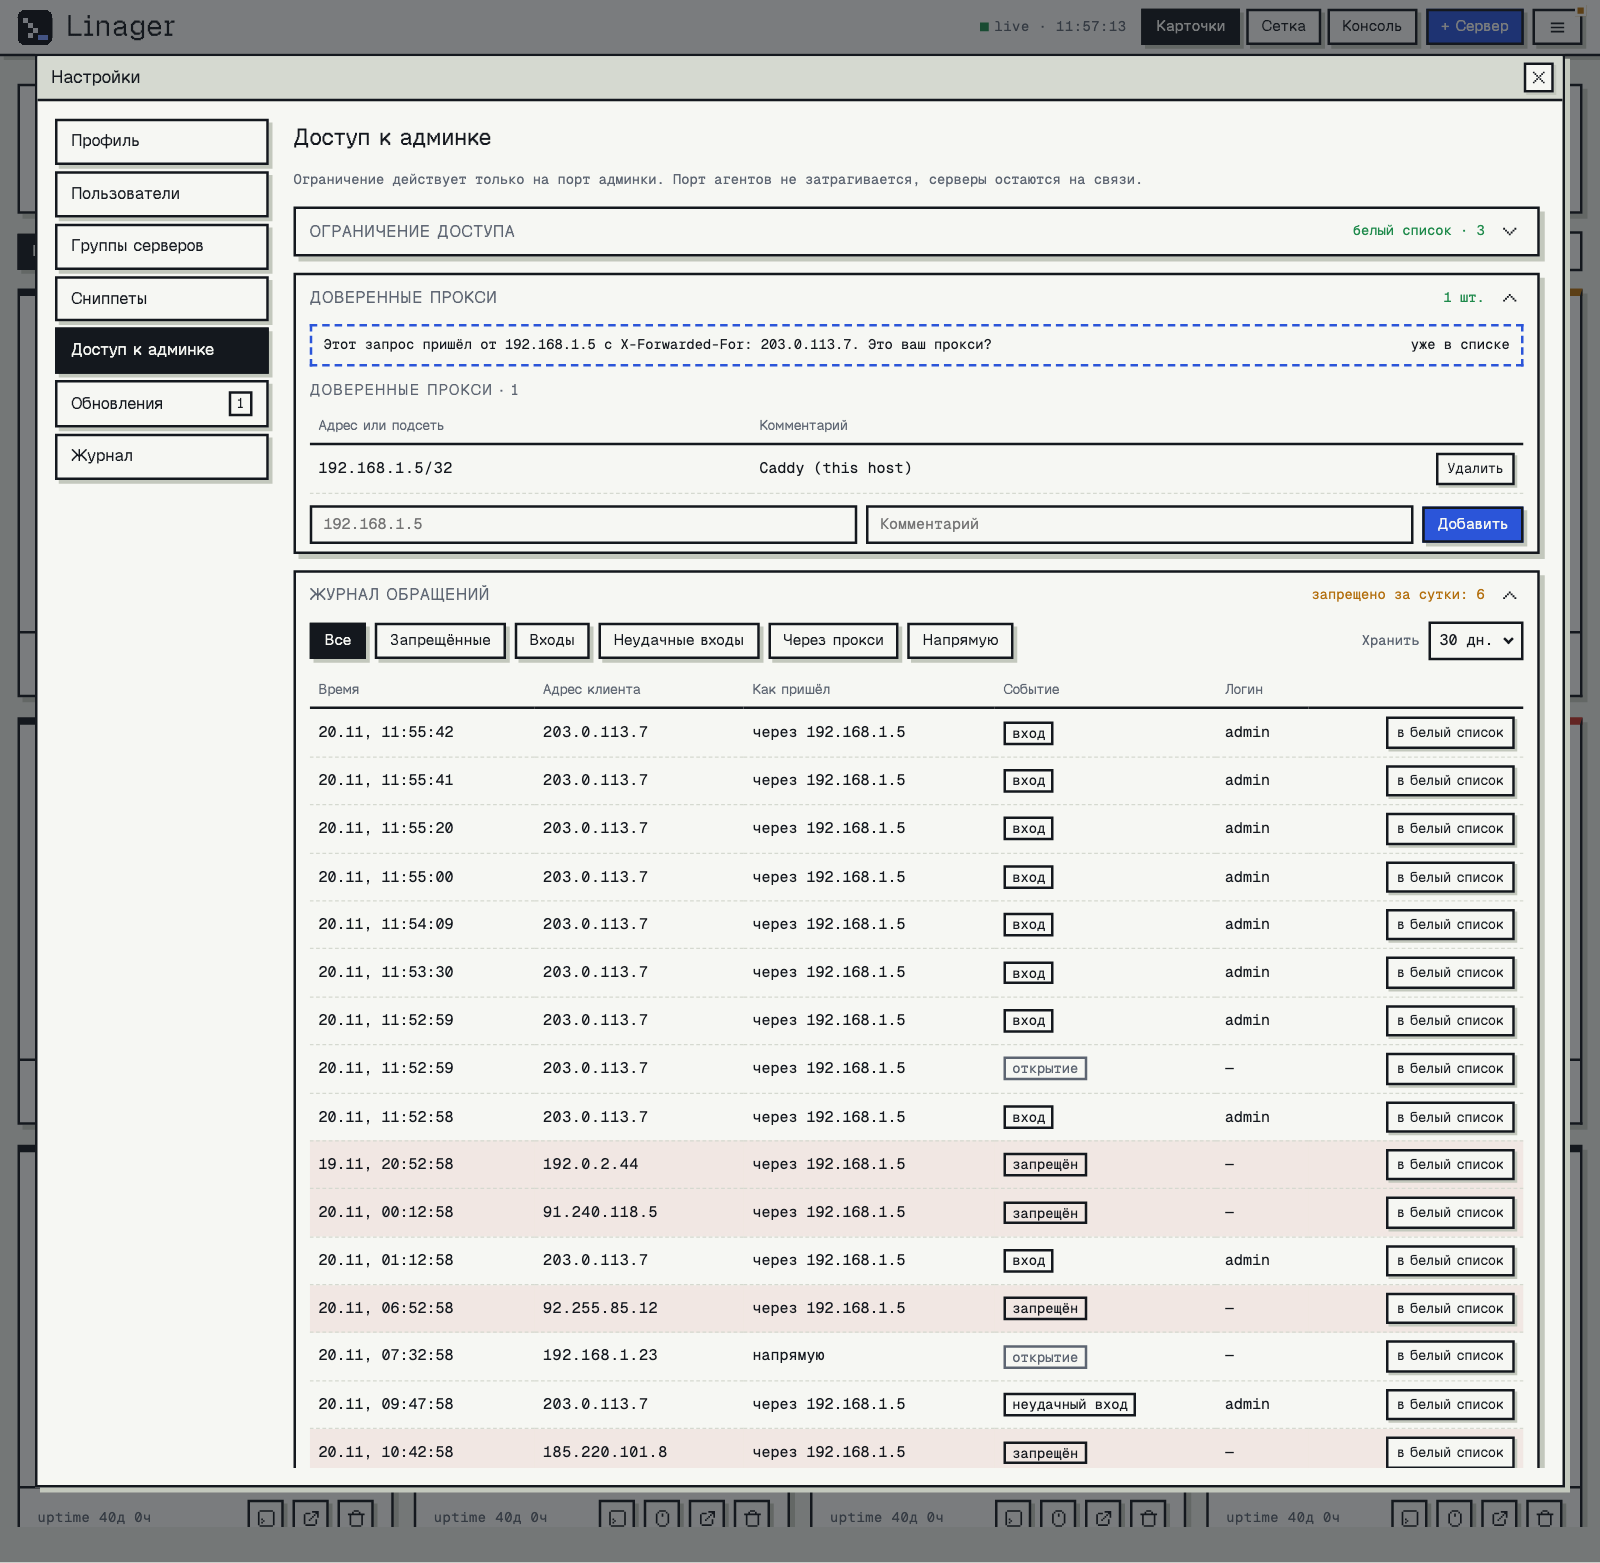 Linager
live · 11:57:13 Карточки Сетка Консоль + Сервер
Настройки
Профиль
Пользователи
Группы серверов
Сниппеты
Доступ к админке
Обновления 1
Журнал
Доступ к админке
Ограничение действует только на порт админки. Порт агентов не затрагивается, серверы остаются на связи.
ОГРАНИЧЕНИЕ ДОСТУПА белый список · 3
ДОВЕРЕННЫЕ ПРОКСИ 1 шт.
Этот запрос пришёл от 192.168.1.5 с X-Forwarded-For: 203.0.113.7. Это ваш прокси? уже в списке
ДОВЕРЕННЫЕ ПРОКСИ · 1
Адрес или подсеть Комментарий
192.168.1.5/32 Caddy (this host) Удалить
192.168.1.5 Комментарий Добавить
ЖУРНАЛ ОБРАЩЕНИЙ запрещено за сутки: 6
Все Запрещённые Входы Неудачные входы Через прокси Напрямую Хранить 30 дн.
Время Адрес клиента Как пришёл Событие Логин
20.11, 11:55:42 203.0.113.7 через 192.168.1.5 вход admin в белый список
20.11, 11:55:41 203.0.113.7 через 192.168.1.5 вход admin в белый список
20.11, 11:55:20 203.0.113.7 через 192.168.1.5 вход admin в белый список
20.11, 11:55:00 203.0.113.7 через 192.168.1.5 вход admin в белый список
20.11, 11:54:09 203.0.113.7 через 192.168.1.5 вход admin в белый список
20.11, 11:53:30 203.0.113.7 через 192.168.1.5 вход admin в белый список
20.11, 11:52:59 203.0.113.7 через 192.168.1.5 вход admin в белый список
20.11, 11:52:59 203.0.113.7 через 192.168.1.5 открытие — в белый список
20.11, 11:52:58 203.0.113.7 через 192.168.1.5 вход admin в белый список
19.11, 20:52:58 192.0.2.44 через 192.168.1.5 запрещён — в белый список
20.11, 00:12:58 91.240.118.5 через 192.168.1.5 запрещён — в белый список
20.11, 01:12:58 203.0.113.7 через 192.168.1.5 вход admin в белый список
20.11, 06:52:58 92.255.85.12 через 192.168.1.5 запрещён — в белый список
20.11, 07:32:58 192.168.1.23 напрямую открытие — в белый список
20.11, 09:47:58 203.0.113.7 через 192.168.1.5 неудачный вход admin в белый список
20.11, 10:42:58 185.220.101.8 через 192.168.1.5 запрещён — в белый список
uptime 40д 0ч uptime 40д 0ч uptime 40д 0ч uptime 40д 0ч